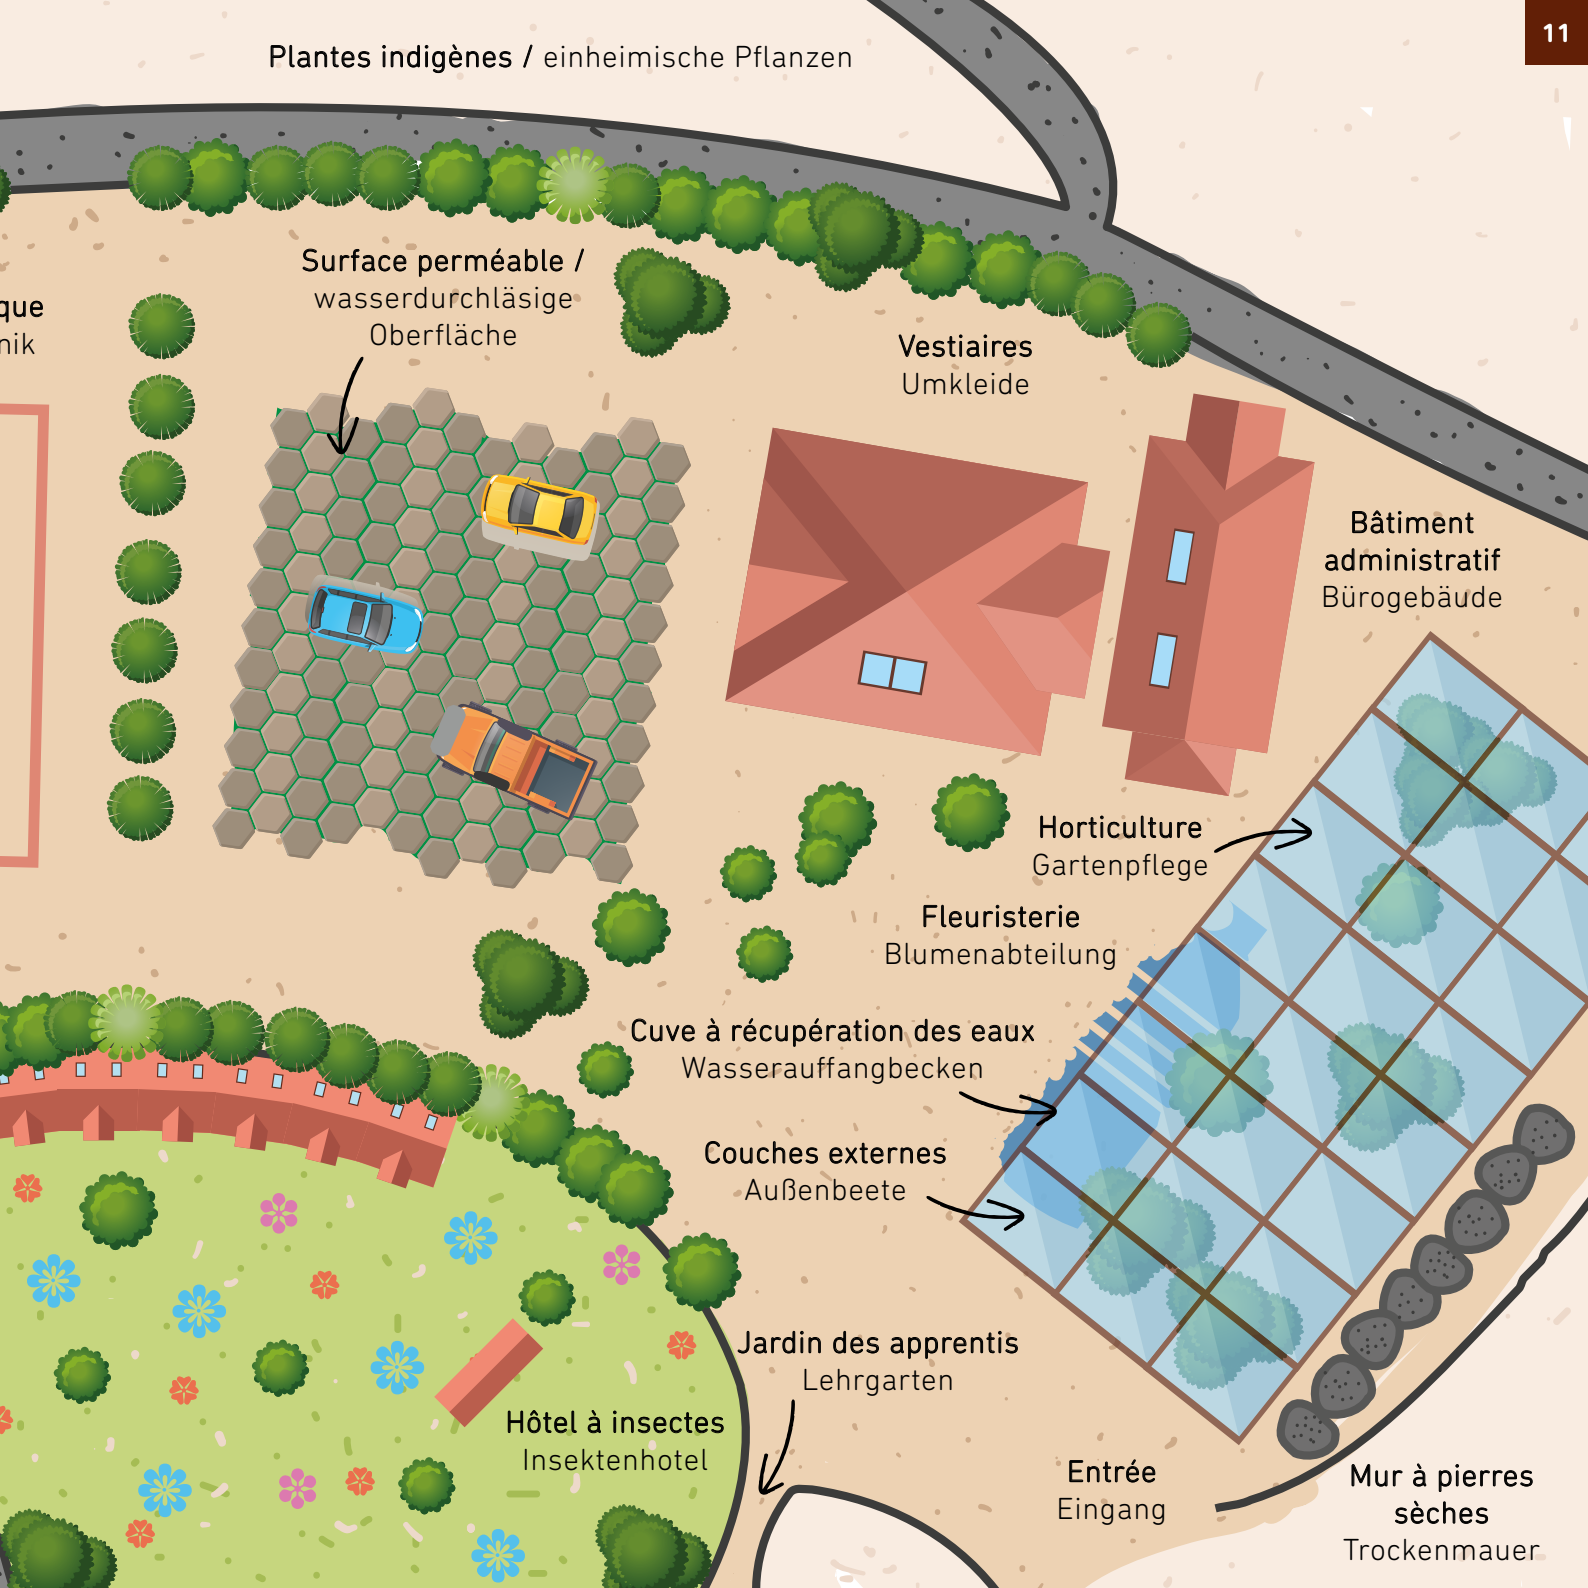 11
Plantes indigènes / einheimische Pflanzen
Surface perméable /
wasserdurchläsige
Oberfläche
que
nik
Vestiaires
Umkleide
Bâtiment
administratif
Bürogebäude
Horticulture
Gartenpflege
Fleuristerie
Blumenabteilung
Cuve à récupération des eaux
Wasserauffangbecken
Couches externes
Außenbeete
Jardin des apprentis
Lehrgarten
Hôtel à insectes
Insektenhotel
Entrée
Eingang
Mur à pierres
sèches
Trockenmauer